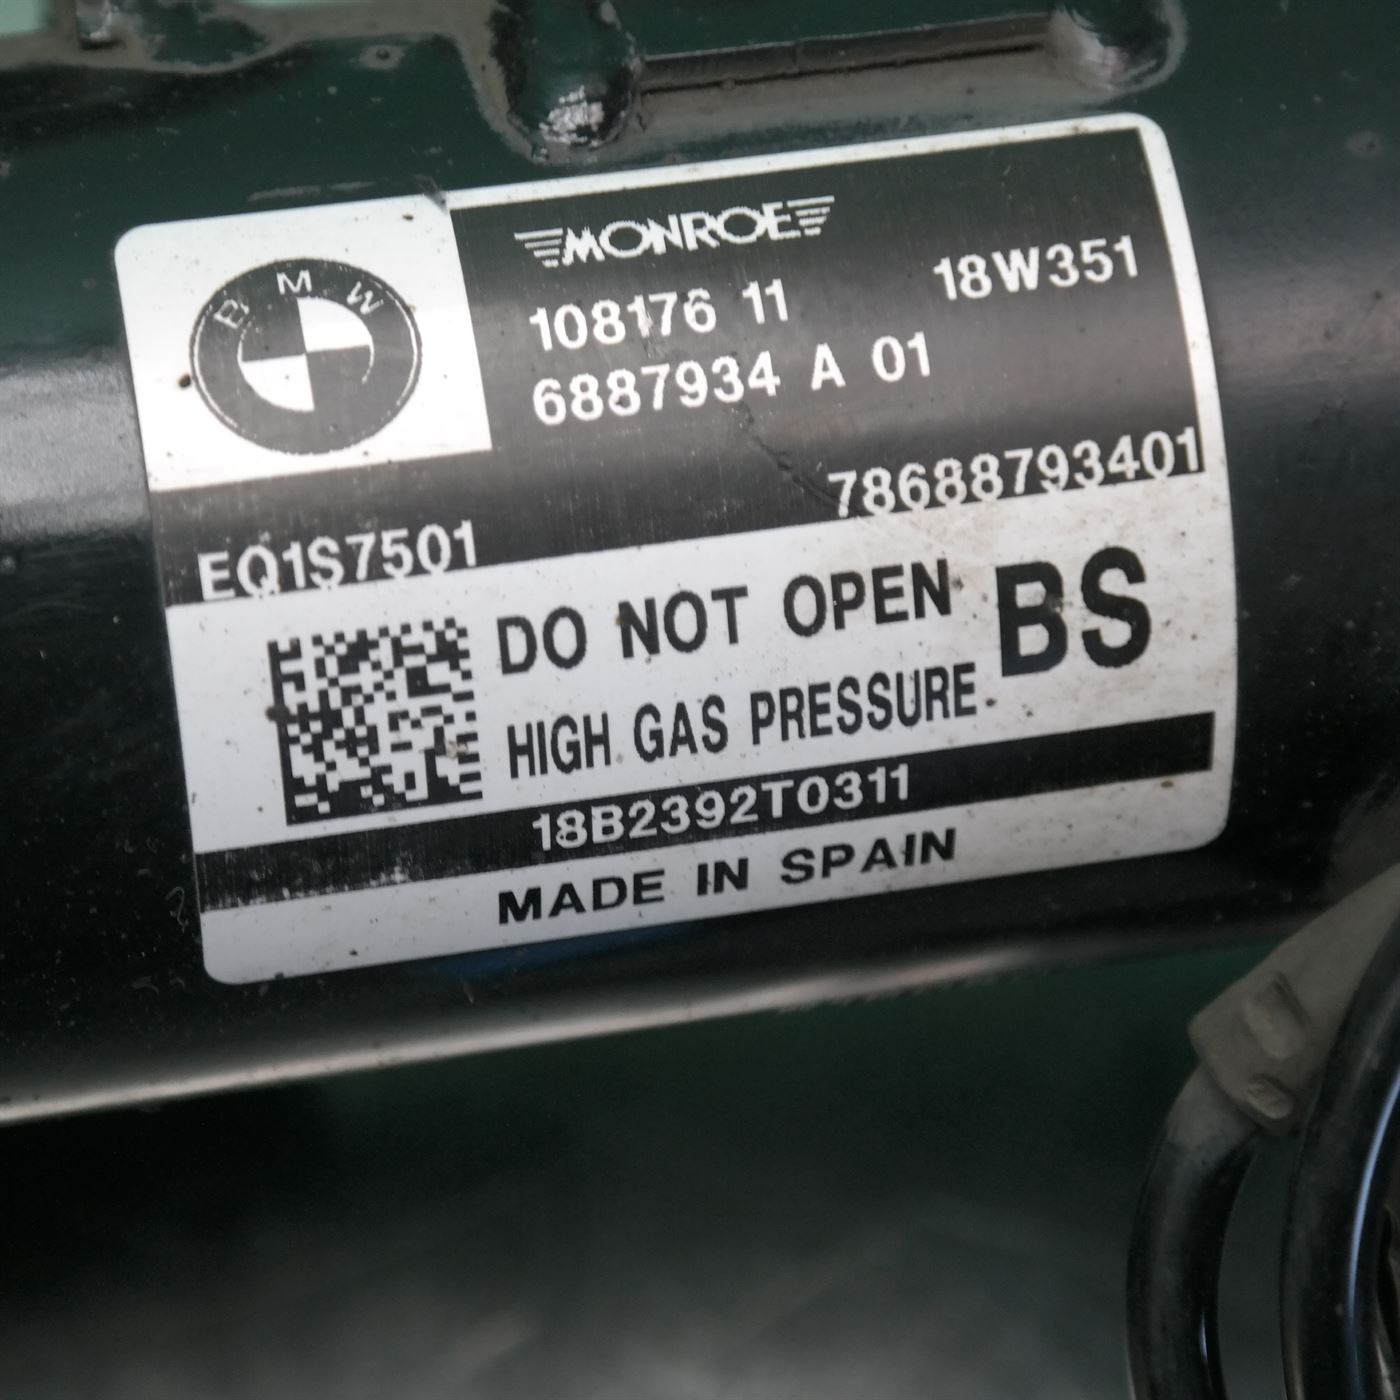 BMW
MONROE
108176 11 18W351
6887934 A 01
78688793401
EQ1S7501
DO NOT OPEN BS
HIGH GAS PRESSURE
18B2392T0311
MADE IN SPAIN